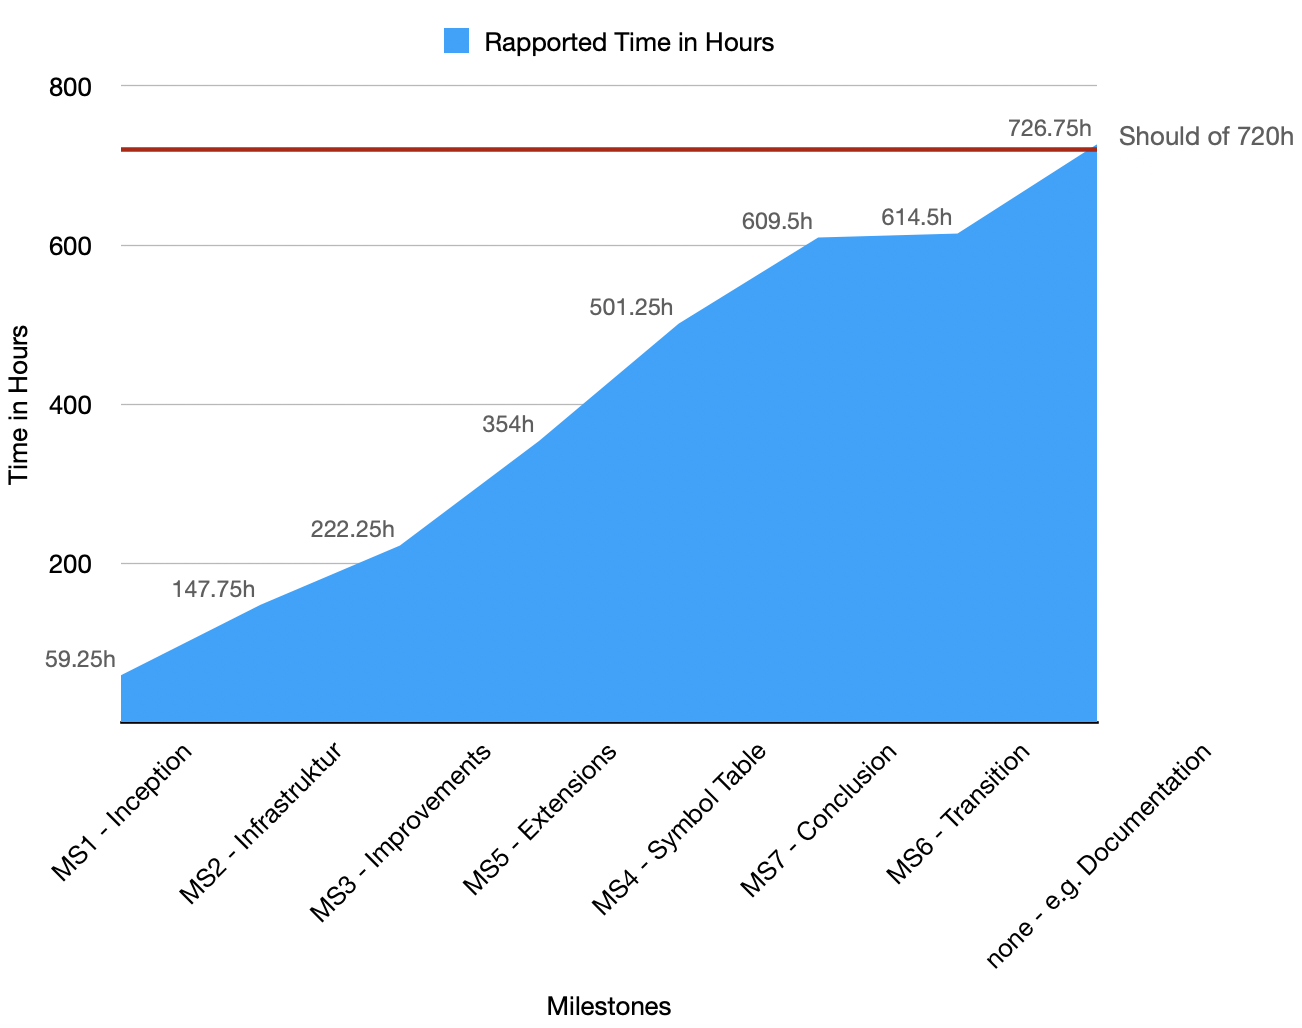 Rapported Time in Hours
800
726.75h
Should of 720h
609.5h
614.5h
600
501.25h
400
354h
222.25h
200
147.75h
59.25h
Time in Hours
MS1 - Inception
MS2 - Infrastruktur
MS3 - Improvements
MS5 - Extensions
MS4 - Symbol Table
MS7 - Conclusion
MS6 - Transition
none - e.g. Documentation
Milestones